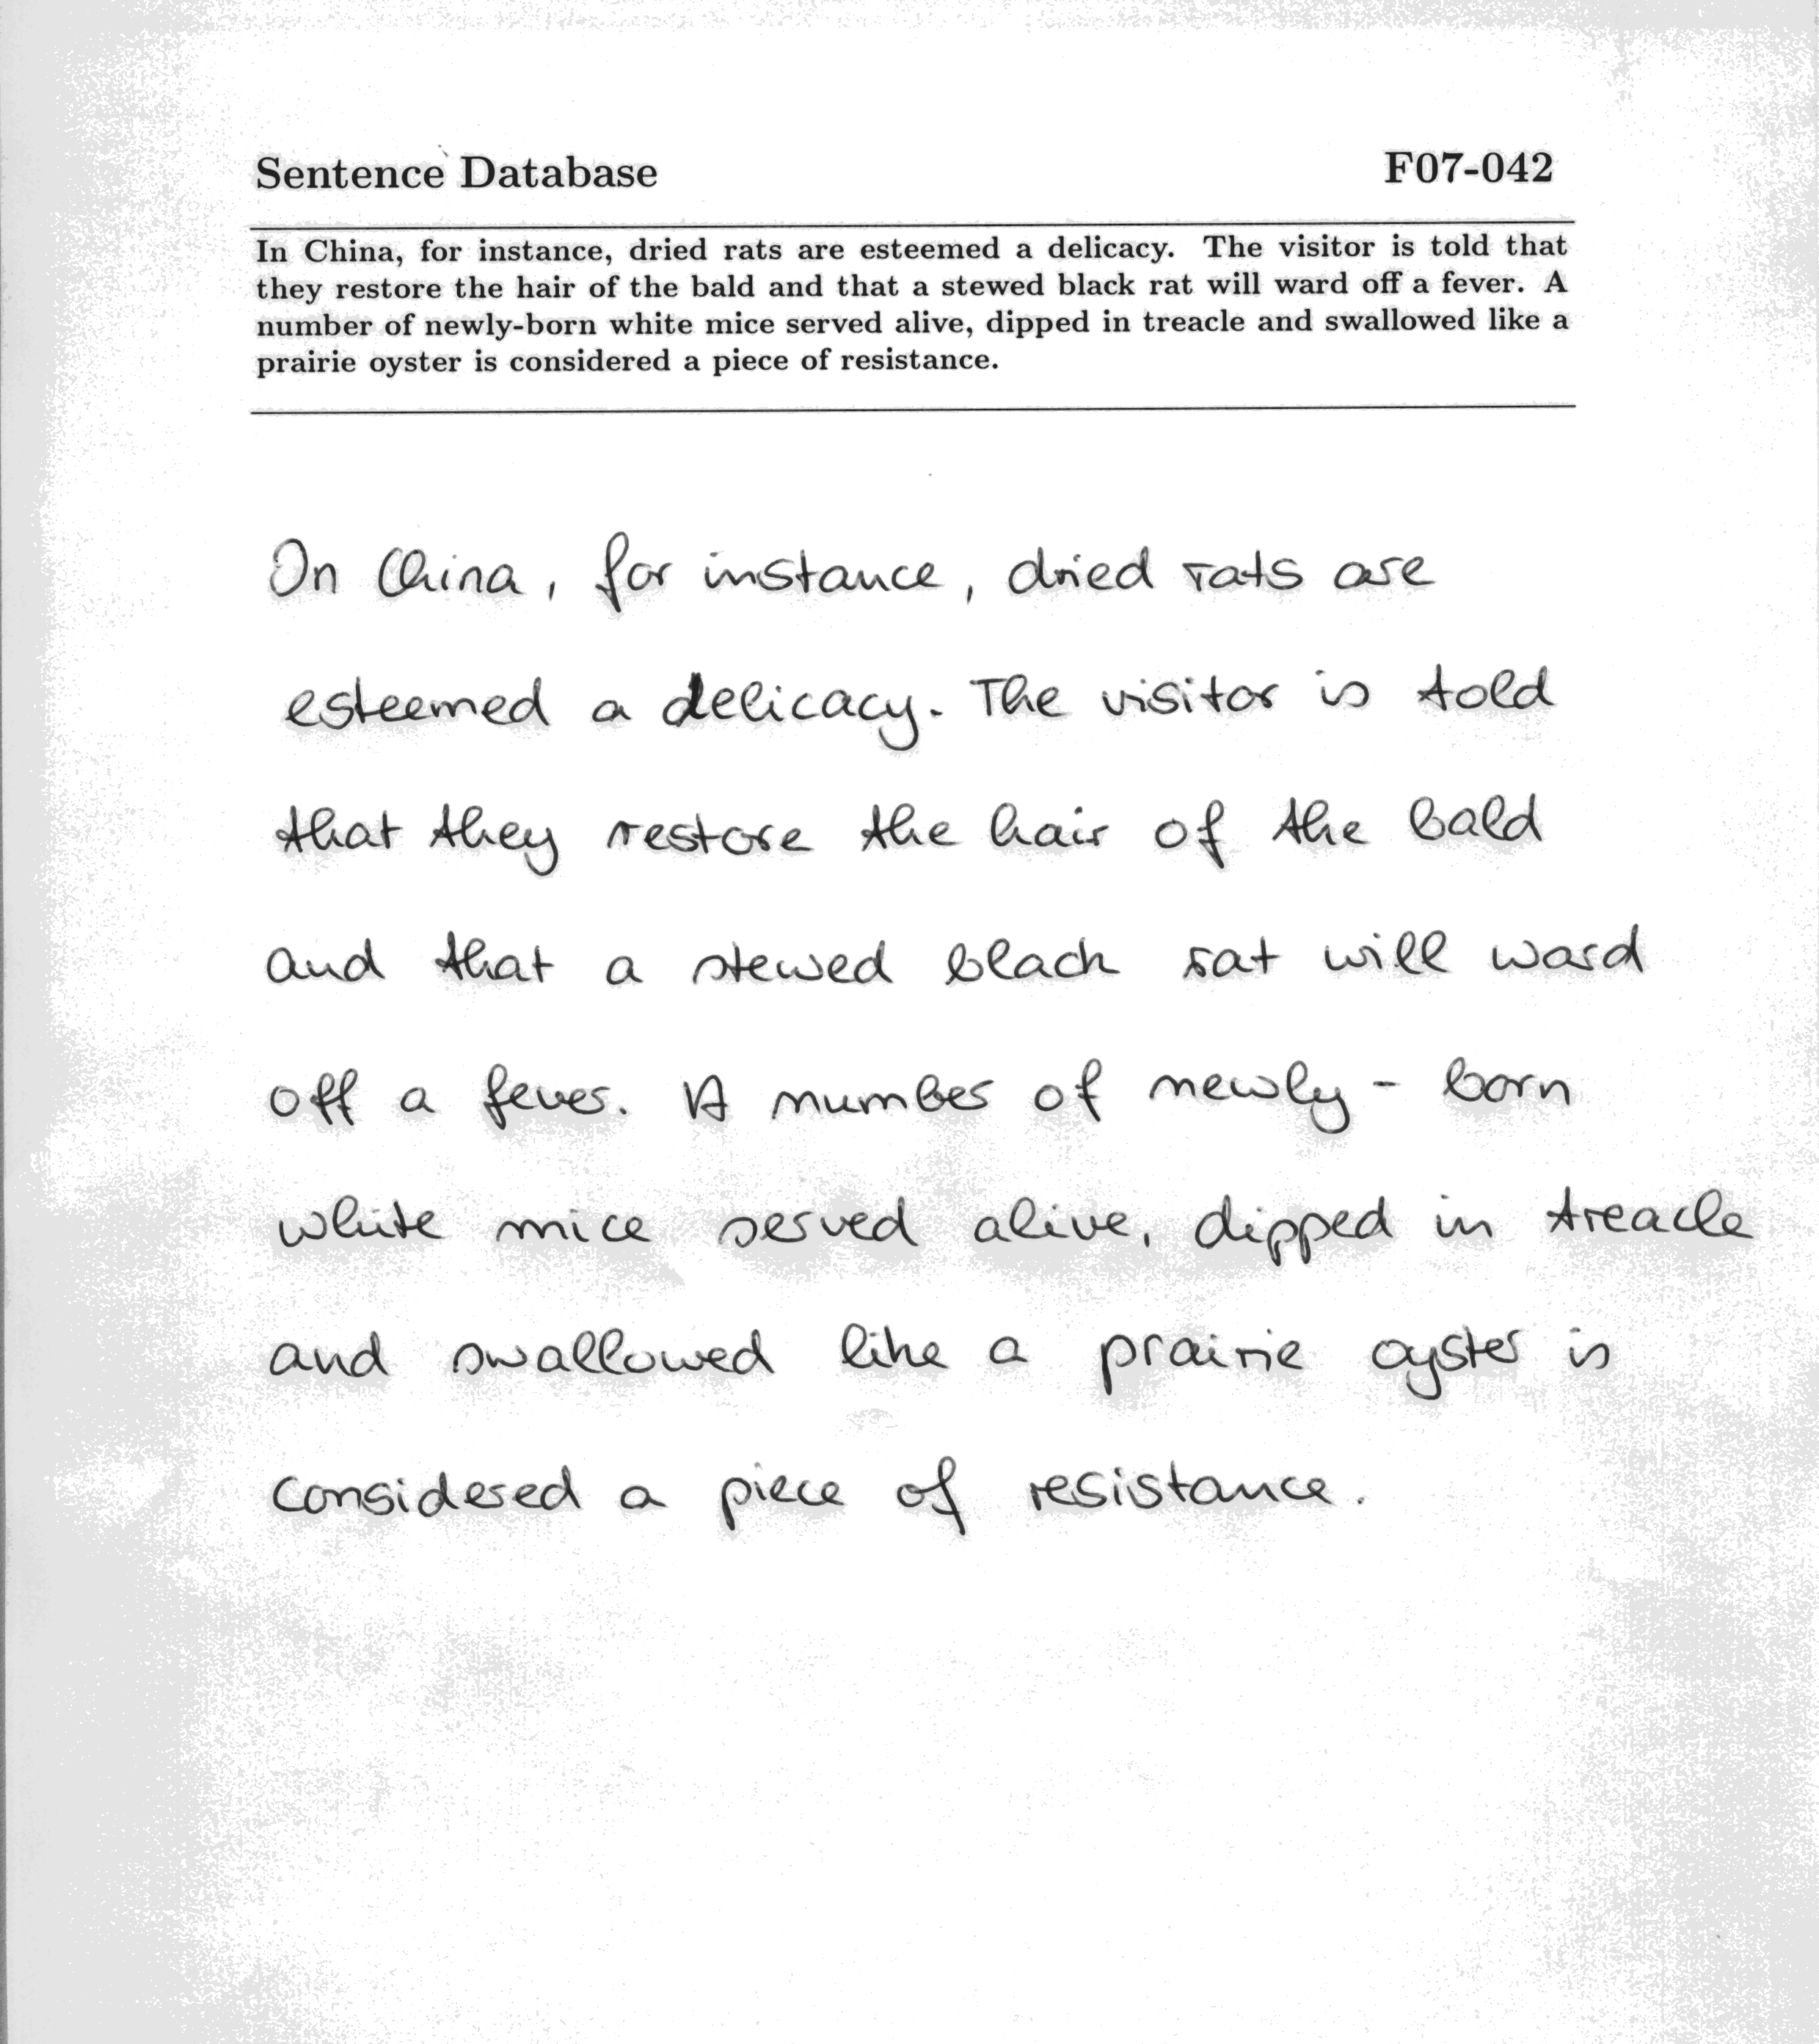 Sentence Database F07-042
In China, for instance, dried rats are esteemed a delicacy. The visitor is told that
they restore the hair of the bald and that a stewed black rat will ward off a fever. A
number of newly-born white mice served alive, dipped in treacle and swallowed like a
prairie oyster is considered a piece of resistance.
In China, for instance, dried rats are
esteemed a delicacy. The visitor is told
that they restore the hair of the bald
and that a stewed black rat will ward
off a fever. A number of newly - born
white mice served alive, dipped in treacle
and swallowed like a prairie oyster is
considered a piece of resistance.